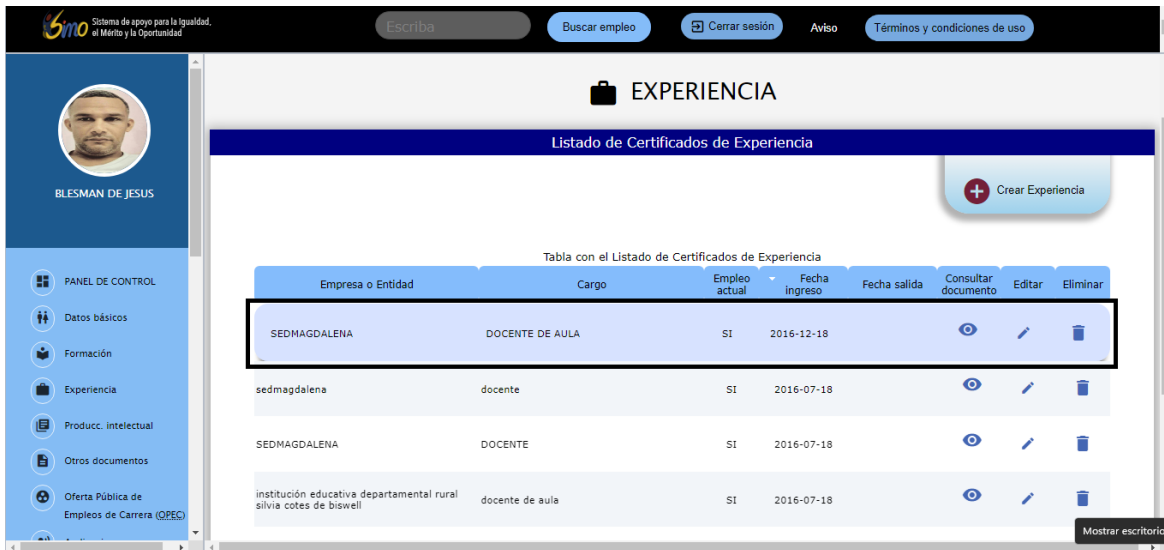 Simo Sistema de apoyo para la Igualdad,
el Mérito y la Oportunidad
Escriba
Buscar empleo
Cerrar sesión
Aviso
Términos y condiciones de uso
BLESMAN DE JESUS
PANEL DE CONTROL
Datos básicos
Formación
Experiencia
Producc. intelectual
Otros documentos
Oferta Pública de
Empleos de Carrera (OPEC)
EXPERIENCIA
Listado de Certificados de Experiencia
Crear Experiencia
Tabla con el Listado de Certificados de Experiencia
Empresa o Entidad Cargo Empleo actual Fecha ingreso Fecha salida Consultar documento Editar Eliminar
SEDMAGDALENA DOCENTE DE AULA SI 2016-12-18
sedmagdalena docente SI 2016-07-18
SEDMAGDALENA DOCENTE SI 2016-07-18
institución educativa departamental rural
silvia cotes de biswell docente de aula SI 2016-07-18
Mostrar escritorio